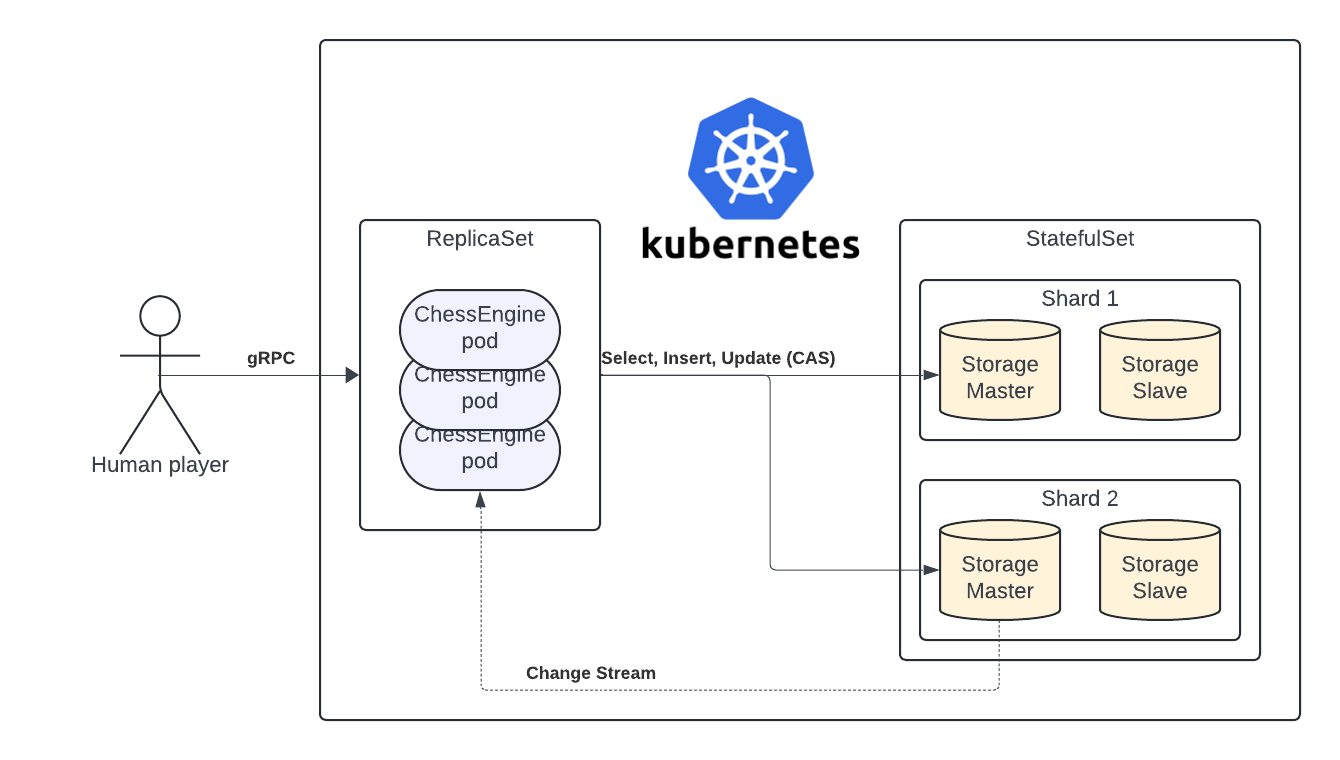 kubernetes
ReplicaSet
ChessEngine
pod
ChessEngine
pod
ChessEngine
pod
Human player
gRPC
Select, Insert, Update (CAS)
StatefulSet
Shard 1
Storage
Master
Storage
Slave
Shard 2
Storage
Master
Storage
Slave
Change Stream